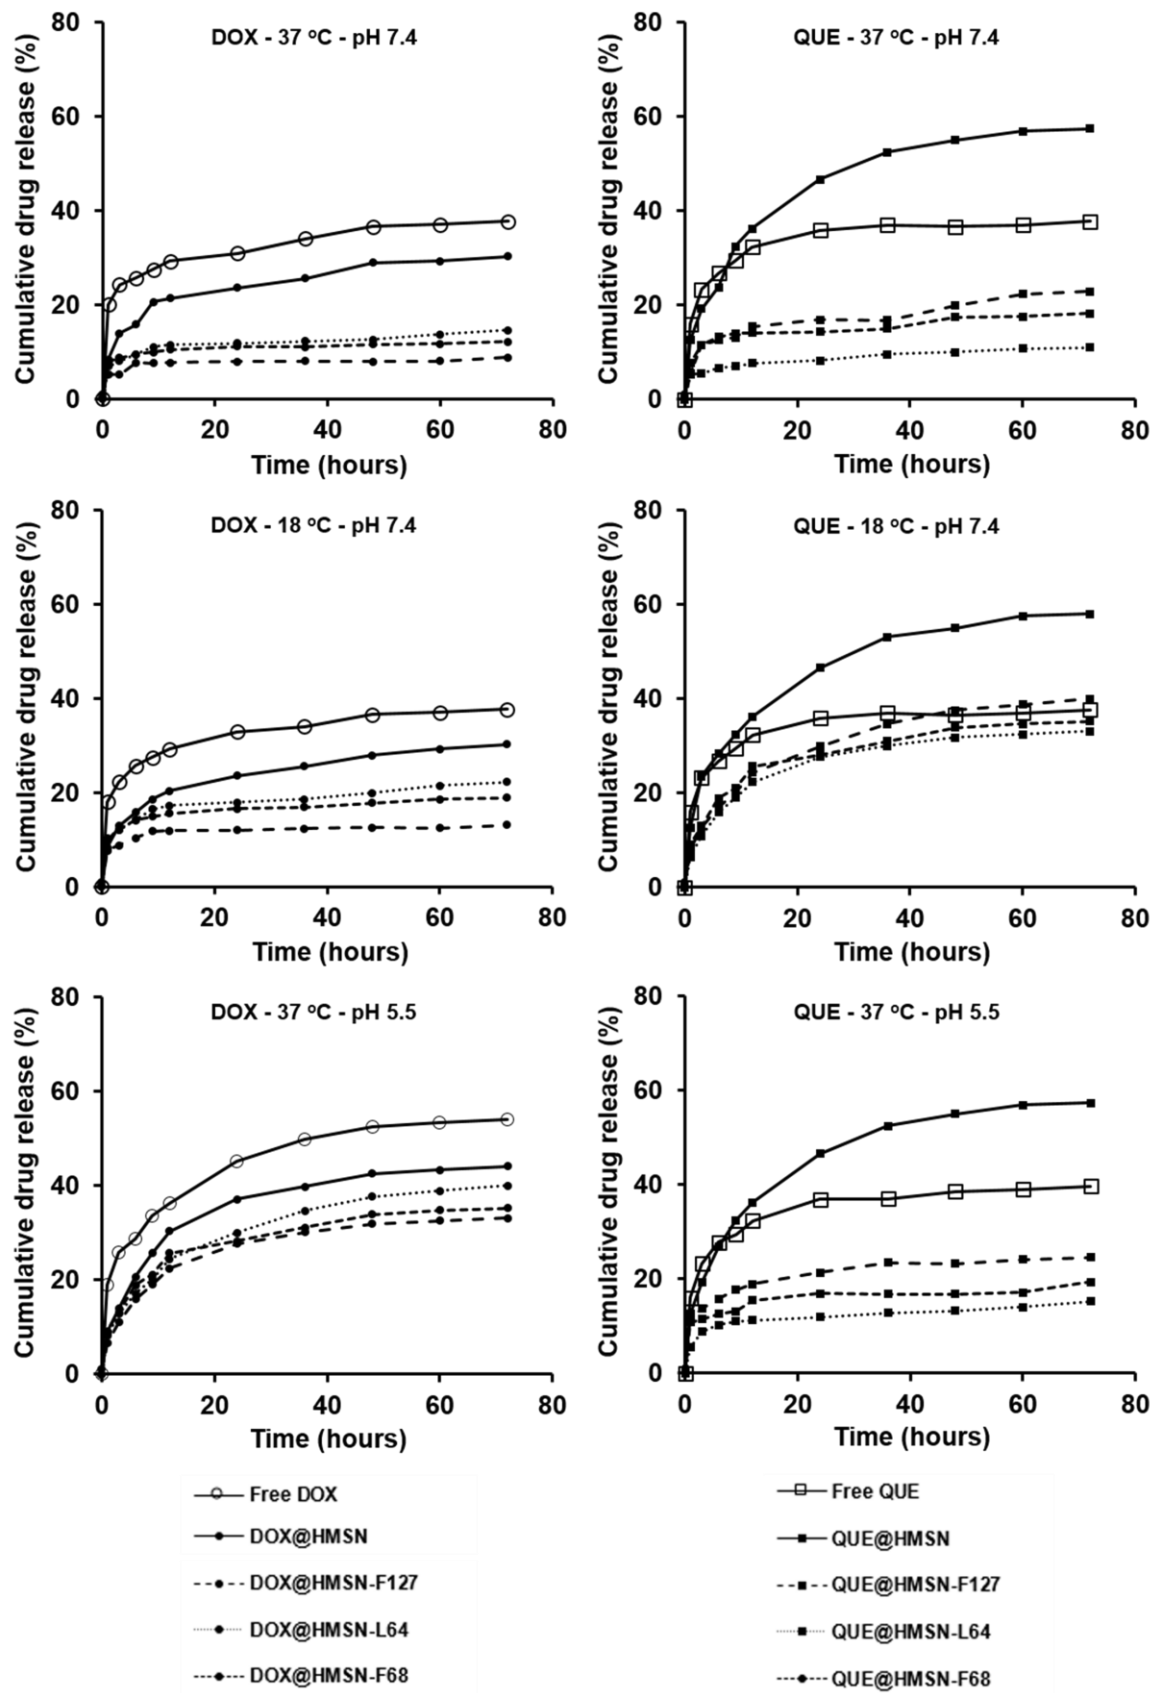 DOX - 37 °C - pH 7.4
Cumulative drug release (%)
80
60
40
20
0
0 20 40 60 80
Time (hours)
QUE - 37 °C - pH 7.4
Cumulative drug release (%)
80
60
40
20
0
0 20 40 60 80
Time (hours)
DOX - 18 °C - pH 7.4
Cumulative drug release (%)
80
60
40
20
0
0 20 40 60 80
Time (hours)
QUE - 18 °C - pH 7.4
Cumulative drug release (%)
80
60
40
20
0
0 20 40 60 80
Time (hours)
DOX - 37 °C - pH 5.5
Cumulative drug release (%)
80
60
40
20
0
0 20 40 60 80
Time (hours)
QUE - 37 °C - pH 5.5
Cumulative drug release (%)
80
60
40
20
0
0 20 40 60 80
Time (hours)
Free DOX
DOX@HMSN
DOX@HMSN-F127
DOX@HMSN-L64
DOX@HMSN-F68
Free QUE
QUE@HMSN
QUE@HMSN-F127
QUE@HMSN-L64
QUE@HMSN-F68